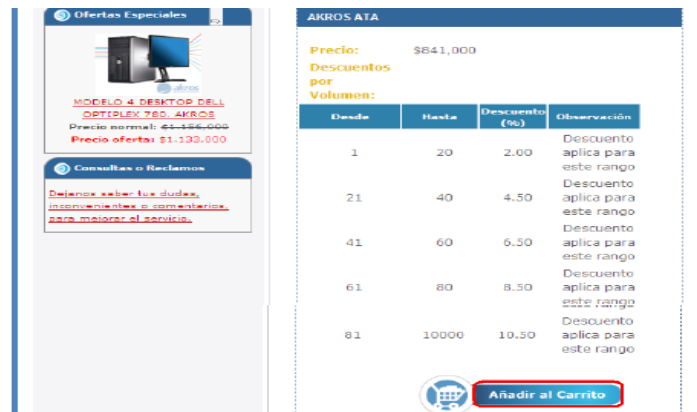 Ofertas Especiales
akros
MODELO 4 DESKTOP DELL
OPTIPLEX 780. AKROS
Precio normal: $1.156,000
Precio oferta: $1.133.000
Consultas o Reclamos
Dejanos saber tus dudas,
inconvenientes o comentarios,
para mejorar el servicio.
AKROS ATA
Precio: $841,000
Descuentos
por
Volumen:
Desde Hasta Descuento (%) Observación
1 20 2.00 Descuento aplica para este rango
21 40 4.50 Descuento aplica para este rango
41 60 6.50 Descuento aplica para este rango
61 80 8.50 Descuento aplica para este rango
81 10000 10.50 Descuento aplica para este rango
Añadir al Carrito